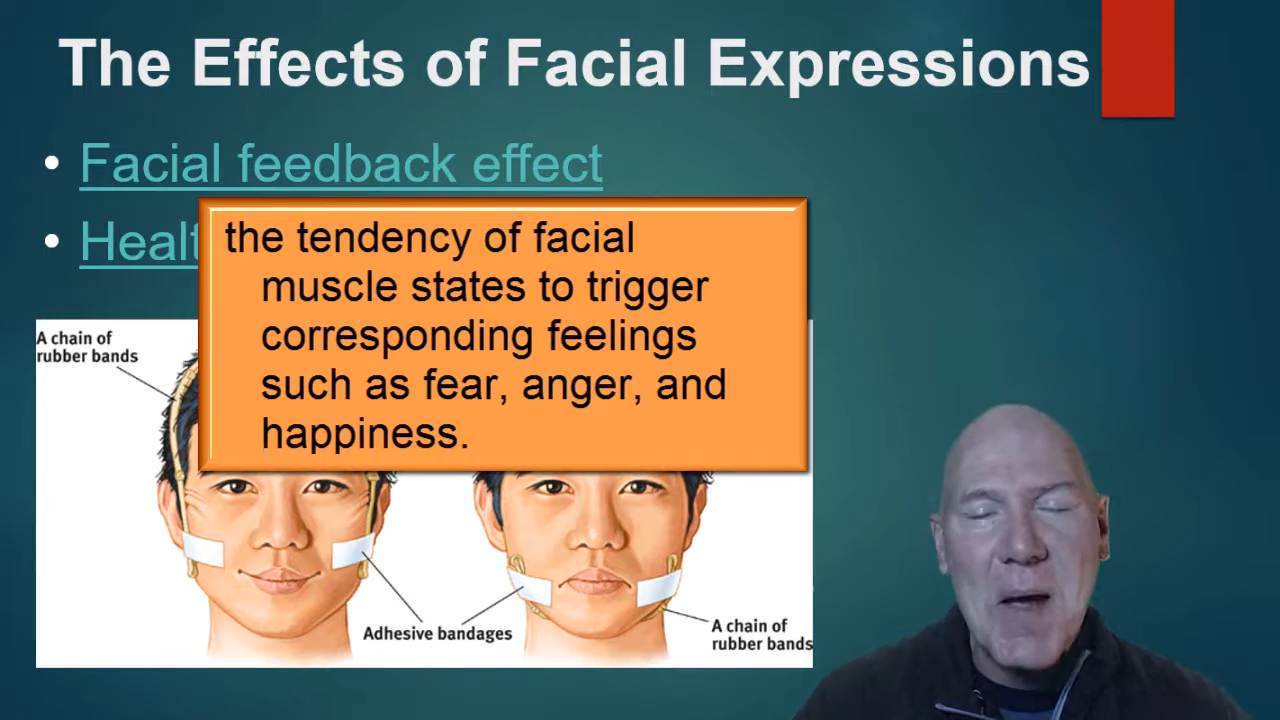 The Effects of Facial Expressions
• Facial feedback effect
• 
the tendency of facial
muscle states to trigger
corresponding feelings
such as fear, anger, and
happiness.
A chain of
rubber bands
Adhesive bandages
A chain of
rubber bands